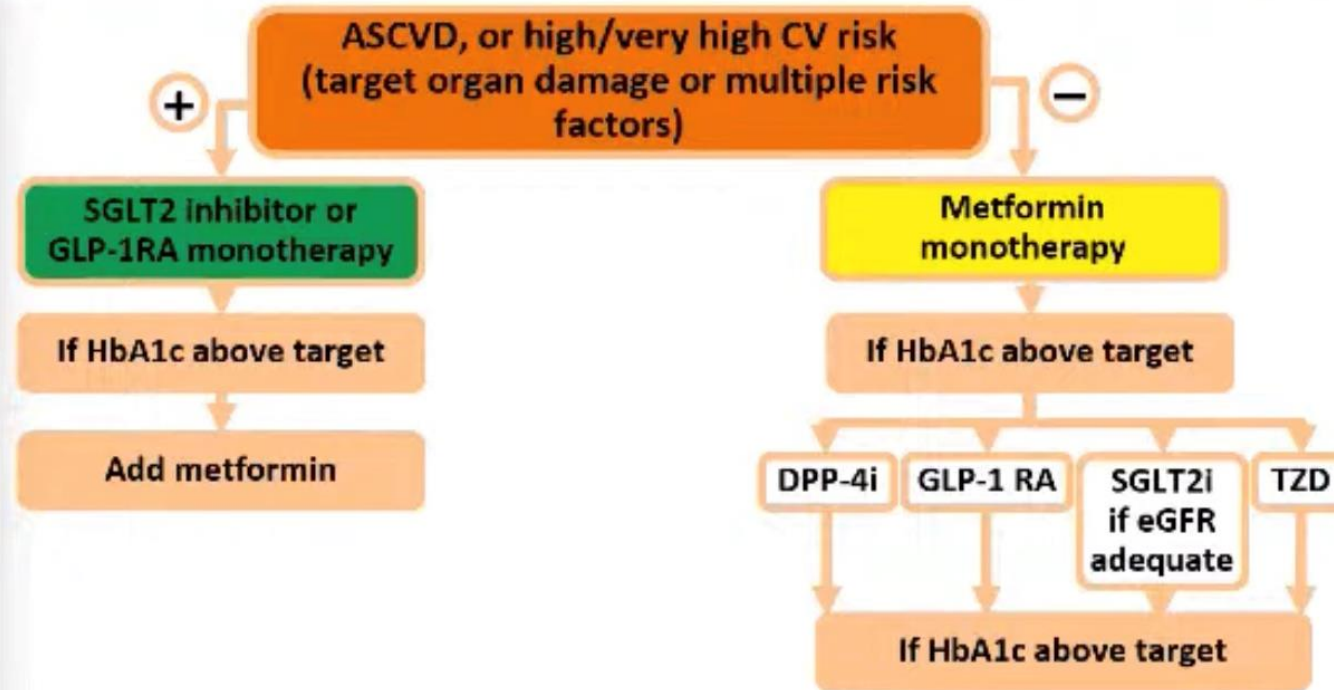 ASCVD, or high/very high CV risk
(target organ damage or multiple risk
factors)
+
−
SGLT2 inhibitor or
GLP-1RA monotherapy
If HbA1c above target
Add metformin
Metformin
monotherapy
If HbA1c above target
DPP-4i
GLP-1 RA
SGLT2i
if eGFR
adequate
TZD
If HbA1c above target